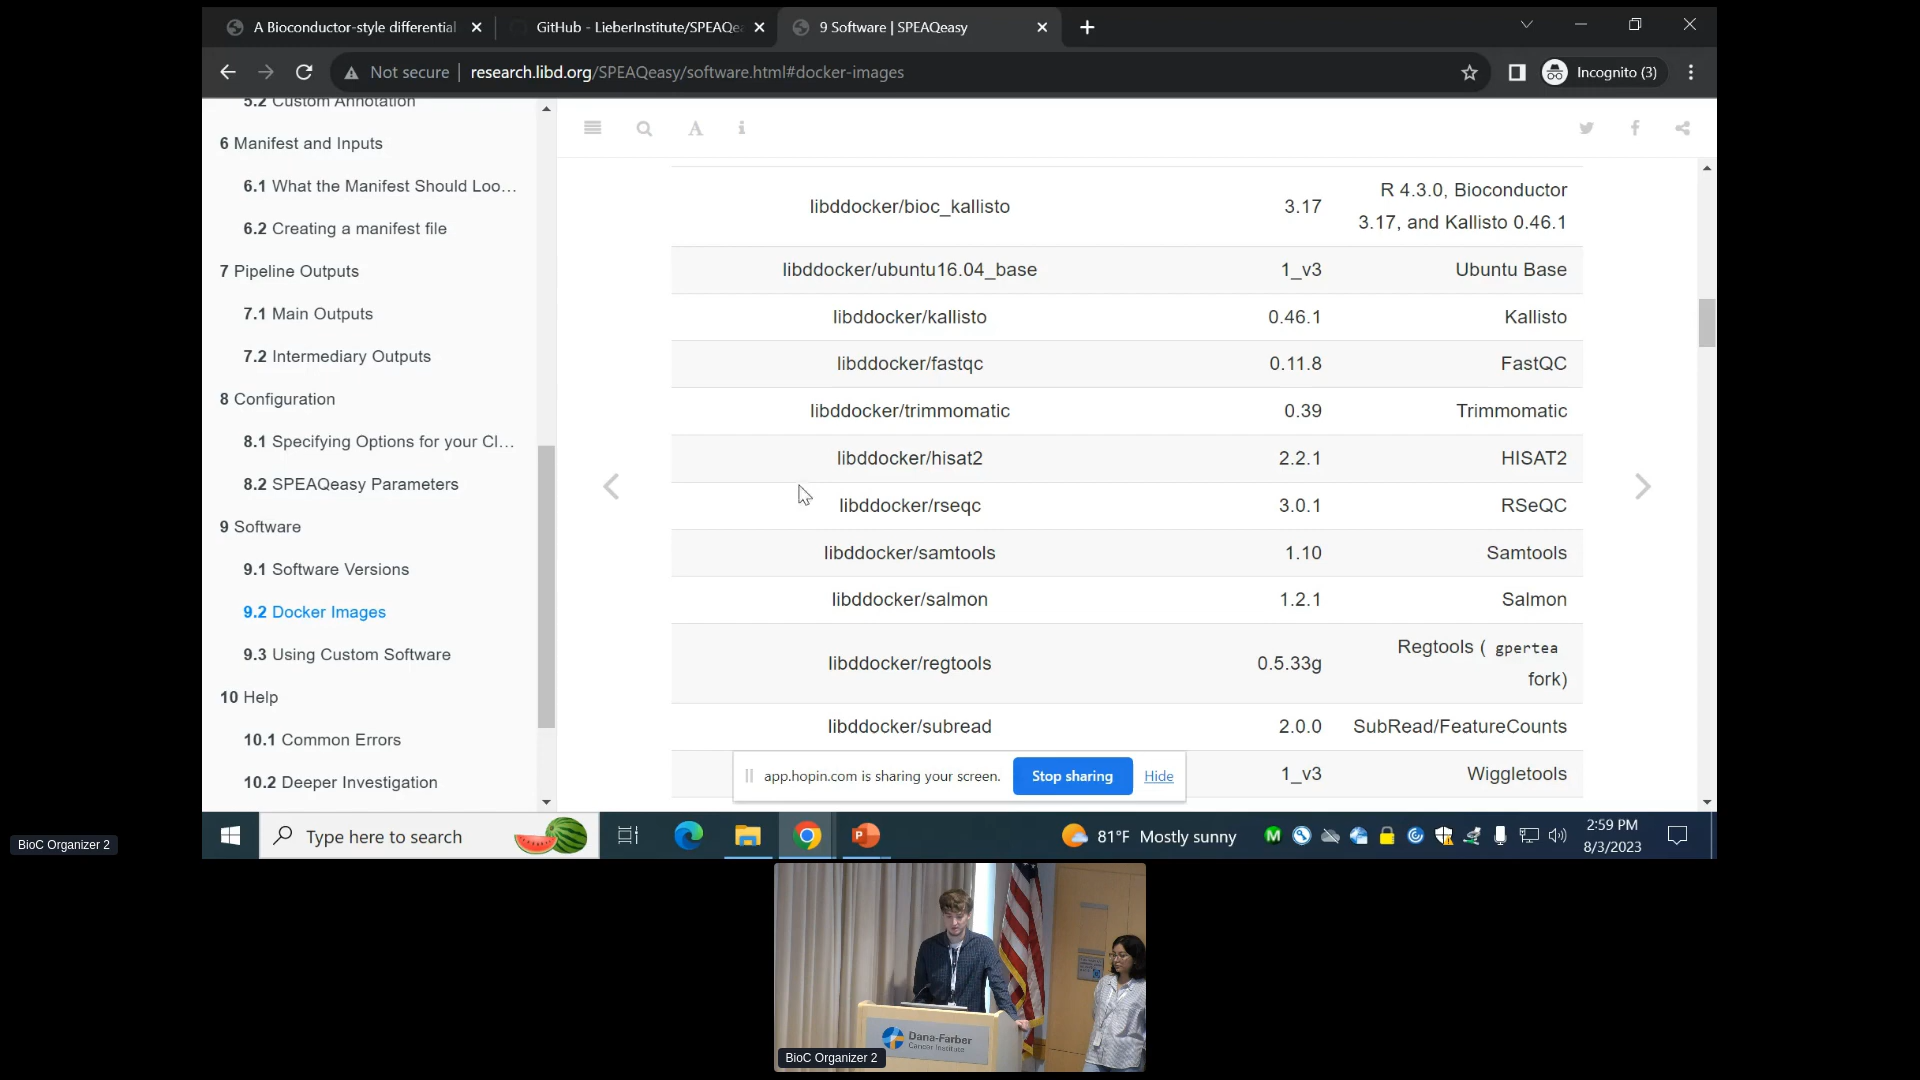 A Bioconductor-style differential
GitHub - LieberInstitute/SPEAQea
9 Software | SPEAQeasy
Not secure
research.libd.org/SPEAQeasy/software.html#docker-images
Incognito (3)
5.2 Custom Annotation
6 Manifest and Inputs
6.1 What the Manifest Should Loo…
6.2 Creating a manifest file
7 Pipeline Outputs
7.1 Main Outputs
7.2 Intermediary Outputs
8 Configuration
8.1 Specifying Options for your Cl…
8.2 SPEAQeasy Parameters
9 Software
9.1 Software Versions
9.2 Docker Images
9.3 Using Custom Software
10 Help
10.1 Common Errors
10.2 Deeper Investigation
libddocker/bioc_kallisto 3.17 R 4.3.0, Bioconductor
3.17, and Kallisto 0.46.1
libddocker/ubuntu16.04_base 1_v3 Ubuntu Base
libddocker/kallisto 0.46.1 Kallisto
libddocker/fastqc 0.11.8 FastQC
libddocker/trimmomatic 0.39 Trimmomatic
libddocker/hisat2 2.2.1 HISAT2
libddocker/rseqc 3.0.1 RSeQC
libddocker/samtools 1.10 Samtools
libddocker/salmon 1.2.1 Salmon
libddocker/regtools 0.5.33g Regtools ( gpertea
fork)
libddocker/subread 2.0.0 SubRead/FeatureCounts
1_v3 Wiggletools
app.hopin.com is sharing your screen.
Stop sharing
Hide
Type here to search
81°F Mostly sunny
2:59 PM
8/3/2023
BioC Organizer 2
Dana-Farber
Cancer Institute
BioC Organizer 2